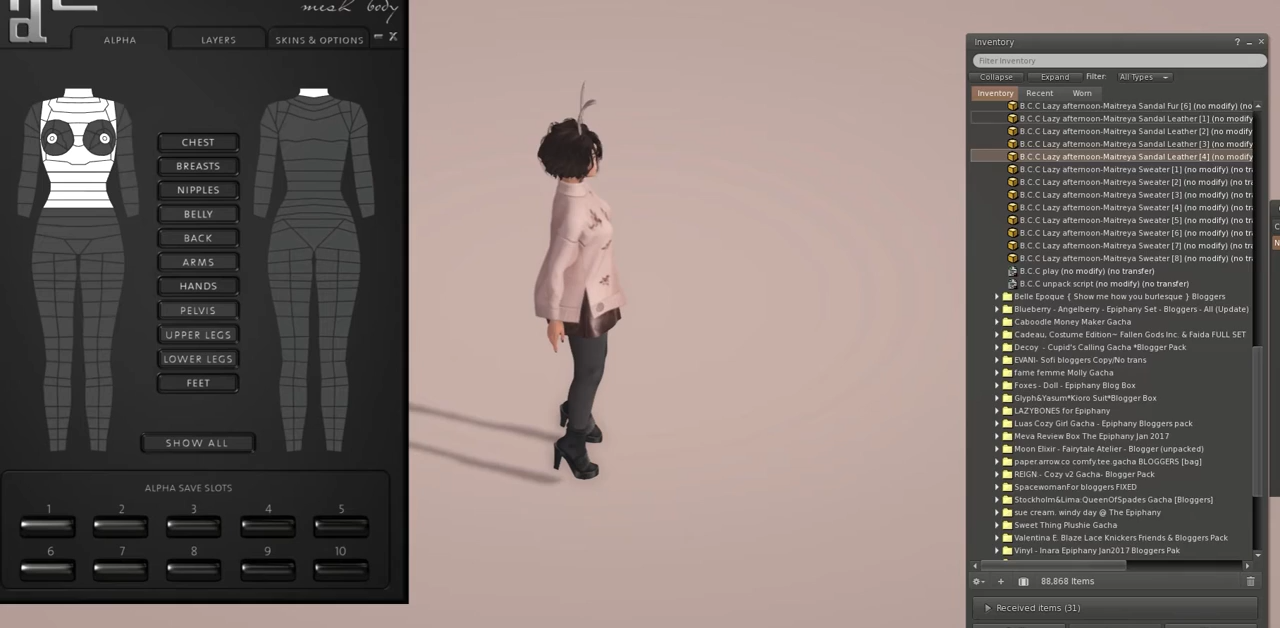 mesh body
ALPHA
LAYERS
SKINS & OPTIONS
X
CHEST
BREASTS
NIPPLES
BELLY
BACK
ARMS
HANDS
PELVIS
UPPER LEGS
LOWER LEGS
FEET
SHOW ALL
ALPHA SAVE SLOTS
1 2 3 4 5
6 7 8 9 10
Inventory
?
Filter Inventory
Collapse Expand Filter: All Types
Inventory Recent Worn
B.C.C Lazy afternoon-Maitreya Sandal Fur [6] (no modify) (no
B.C.C Lazy afternoon-Maitreya Sandal Leather [1] (no modify
B.C.C Lazy afternoon-Maitreya Sandal Leather [2] (no modify
B.C.C Lazy afternoon-Maitreya Sandal Leather [3] (no modify
B.C.C Lazy afternoon-Maitreya Sandal Leather [4] (no modify
B.C.C Lazy afternoon-Maitreya Sweater [1] (no modify) (no tr
B.C.C Lazy afternoon-Maitreya Sweater [2] (no modify) (no tr
B.C.C Lazy afternoon-Maitreya Sweater [3] (no modify) (no tr
B.C.C Lazy afternoon-Maitreya Sweater [4] (no modify) (no tr
B.C.C Lazy afternoon-Maitreya Sweater [5] (no modify) (no tr
B.C.C Lazy afternoon-Maitreya Sweater [6] (no modify) (no tr
B.C.C Lazy afternoon-Maitreya Sweater [7] (no modify) (no tr
B.C.C Lazy afternoon-Maitreya Sweater [8] (no modify) (no tr
B.C.C play (no modify) (no transfer)
B.C.C unpack script (no modify) (no transfer)
Belle Epoque { Show me how you burlesque } Bloggers
Blueberry - Angelberry - Epiphany Set - Bloggers - All (Update)
Caboodle Money Maker Gacha
Cadeau, Costume Edition~ Fallen Gods Inc. & Faida FULL SET
Decoy - Cupid's Calling Gacha *Blogger Pack
EVANI- Sofi bloggers Copy/No trans
fame femme Molly Gacha
Foxes - Doll - Epiphany Blog Box
Glyph&Yasum*Kioro Suit*Blogger Box
LAZYBONES for Epiphany
Luas Cozy Girl Gacha - Epiphany Bloggers pack
Meva Review Box The Epiphany Jan 2017
Moon Elixir - Fairytale Atelier - Blogger (unpacked)
paper.arrow.co comfy.tee.gacha BLOGGERS [bag]
REIGN.- Cozy v2 Gacha- Blogger Pack
SpacewomanFor bloggers FIXED
Stockholm&Lima:QueenOfSpades Gacha [Bloggers]
sue cream. windy day @ The Epiphany
Sweet Thing Plushie Gacha
Valentina E. Blaze Lace Knickers Friends & Bloggers Pack
Vinyl - Inara Epiphany Jan2017 Bloggers Pak
88,868 Items
Received items (31)